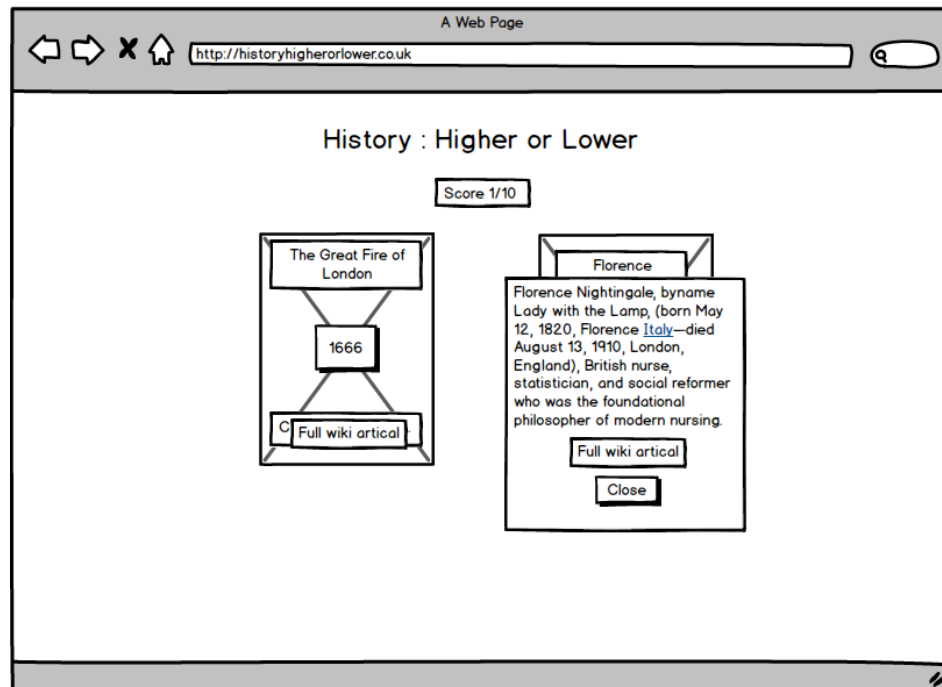 A Web Page
http://historyhigherorlower.co.uk
History : Higher or Lower
Score 1/10
The Great Fire of
London
1666
Full wiki artical
Florence
Florence Nightingale, byname
Lady with the Lamp, (born May
12, 1820, Florence Italy—died
August 13, 1910, London,
England), British nurse,
statistician, and social reformer
who was the foundational
philosopher of modern nursing.
Full wiki artical
Close